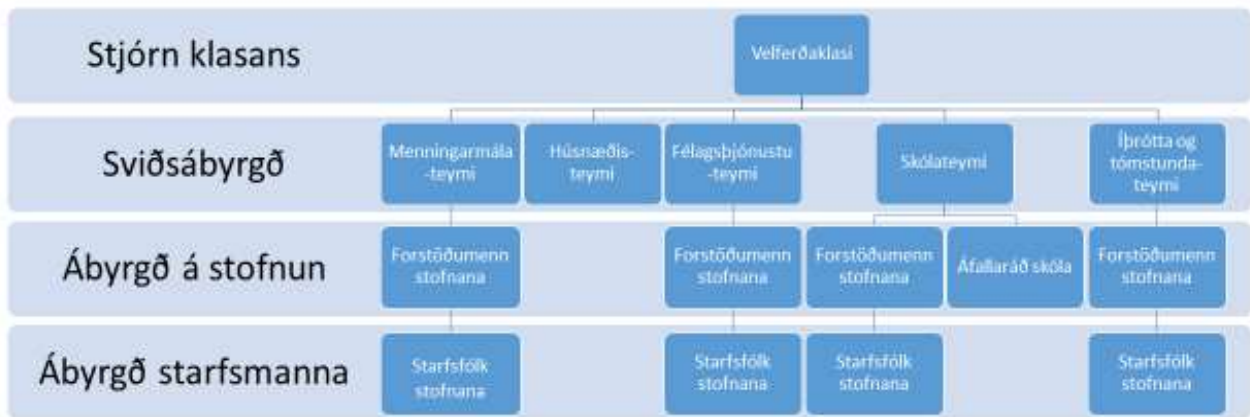 Stjórn klasans
Velferðaklasi
Sviðsábyrgð
Menningarmála
-teymi
Húsnæðis-
teymi
Félagsþjónustu
-teymi
Skólateymi
Íþrótta og
tómstunda-
teymi
Ábyrgð á stofnun
Forstöðumenn
stofnana
Forstöðumenn
stofnana
Forstöðumenn
stofnana
Áfallaráð skóla
Forstöðumenn
stofnana
Ábyrgð starfsmanna
Starfsfólk
stofnana
Starfsfólk
stofnana
Starfsfólk
stofnana
Starfsfólk
stofnana